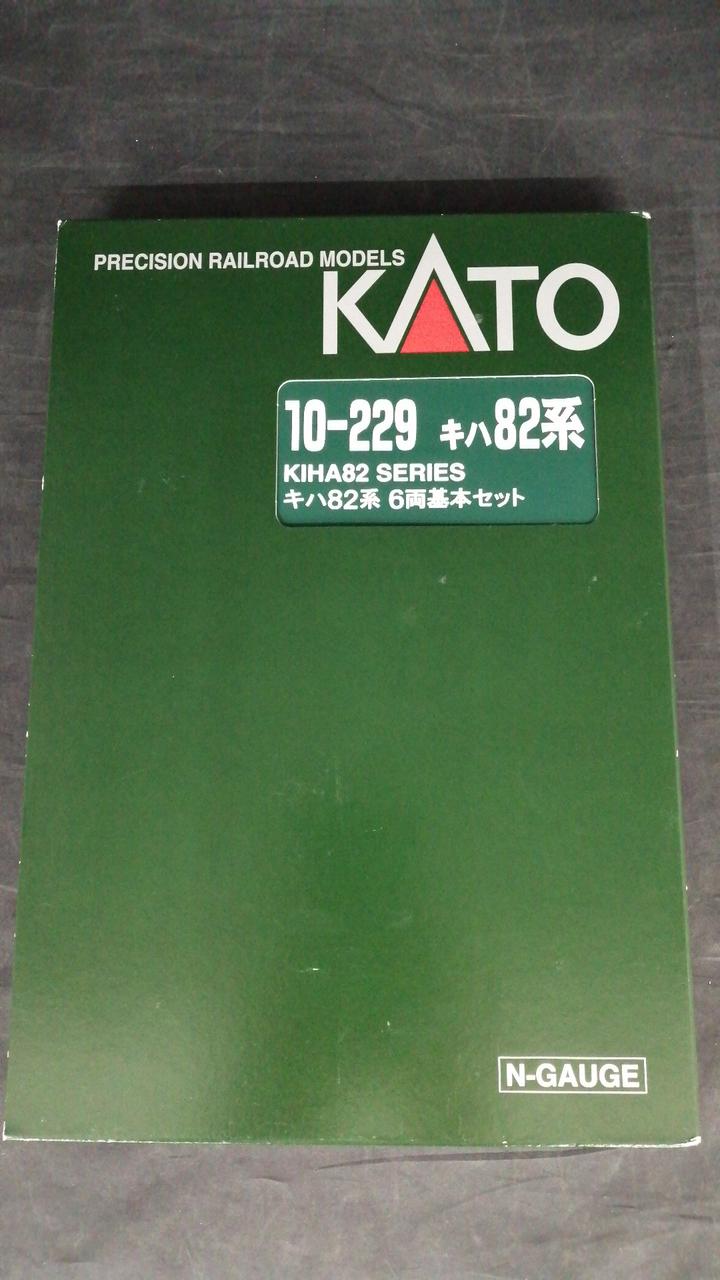 PRECISION RAILROAD MODELS
KATO
10-229 キハ82系
KIHA82 SERIES
キハ82系 6両基本セット
N-GAUGE